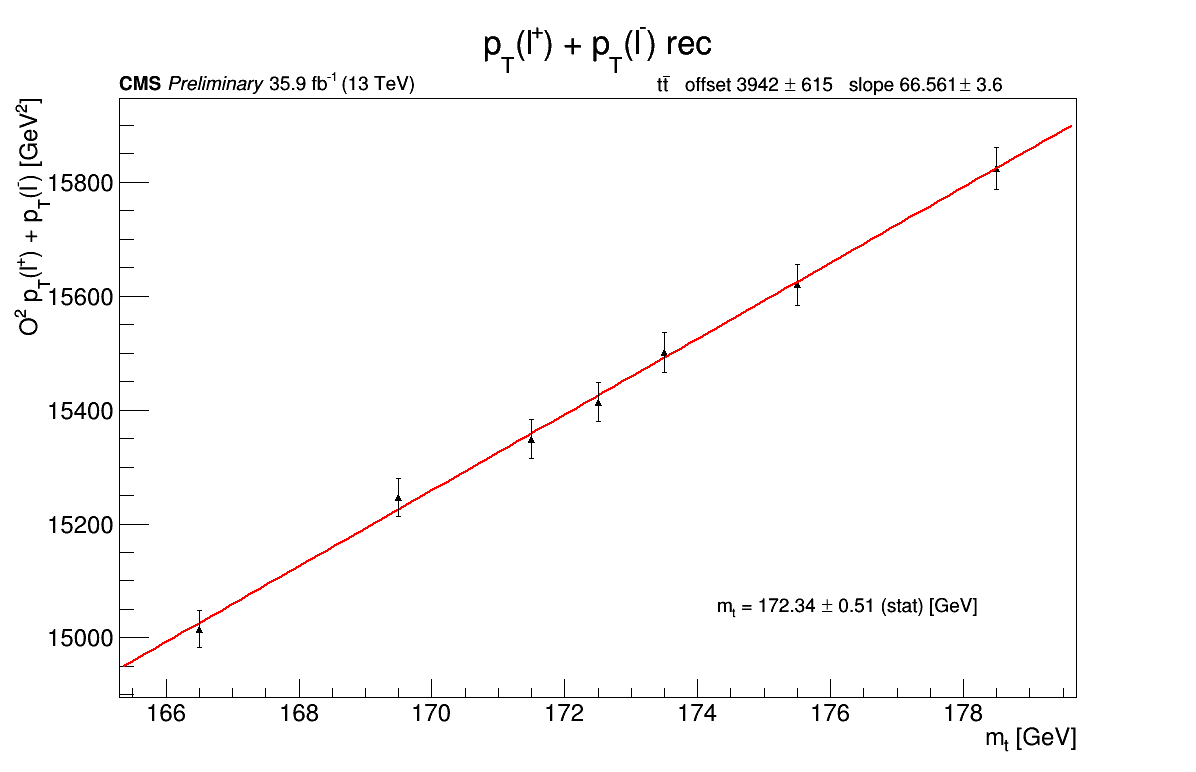 p_T(l^+) + p_T(l^-) rec
CMS Preliminary 35.9 fb^-1 (13 TeV)
tt̄ offset 3942 ± 615 slope 66.561± 3.6
O^2 p_T(l^+) + p_T(l^-) [GeV^2]
15800
15600
15400
15200
15000
m_t = 172.34 ± 0.51 (stat) [GeV]
166 168 170 172 174 176 178
m_t [GeV]